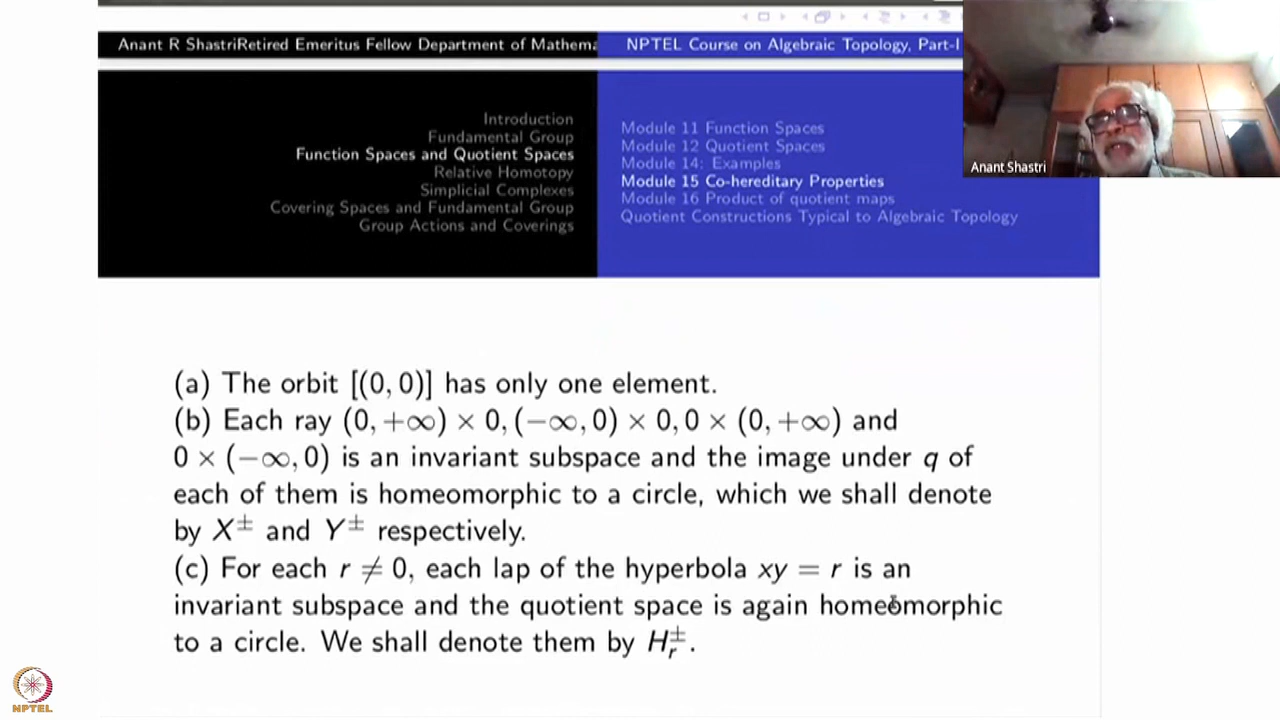 Anant R ShastriRetired Emeritus Fellow Department of Mathema
NPTEL Course on Algebraic Topology, Part-I
Introduction
Fundamental Group
Function Spaces and Quotient Spaces
Relative Homotopy
Simplicial Complexes
Covering Spaces and Fundamental Group
Group Actions and Coverings
Module 11 Function Spaces
Module 12 Quotient Spaces
Module 14: Examples
Module 15 Co-hereditary Properties
Module 16 Product of quotient maps
Quotient Constructions Typical to Algebraic Topology
Anant Shastri
(a) The orbit [(0, 0)] has only one element.
(b) Each ray (0, +∞) × 0, (−∞, 0) × 0, 0 × (0, +∞) and
0 × (−∞, 0) is an invariant subspace and the image under q of
each of them is homeomorphic to a circle, which we shall denote
by X± and Y± respectively.
(c) For each r ≠ 0, each lap of the hyperbola xy = r is an
invariant subspace and the quotient space is again homeomorphic
to a circle. We shall denote them by H_r^±.
NPTEL